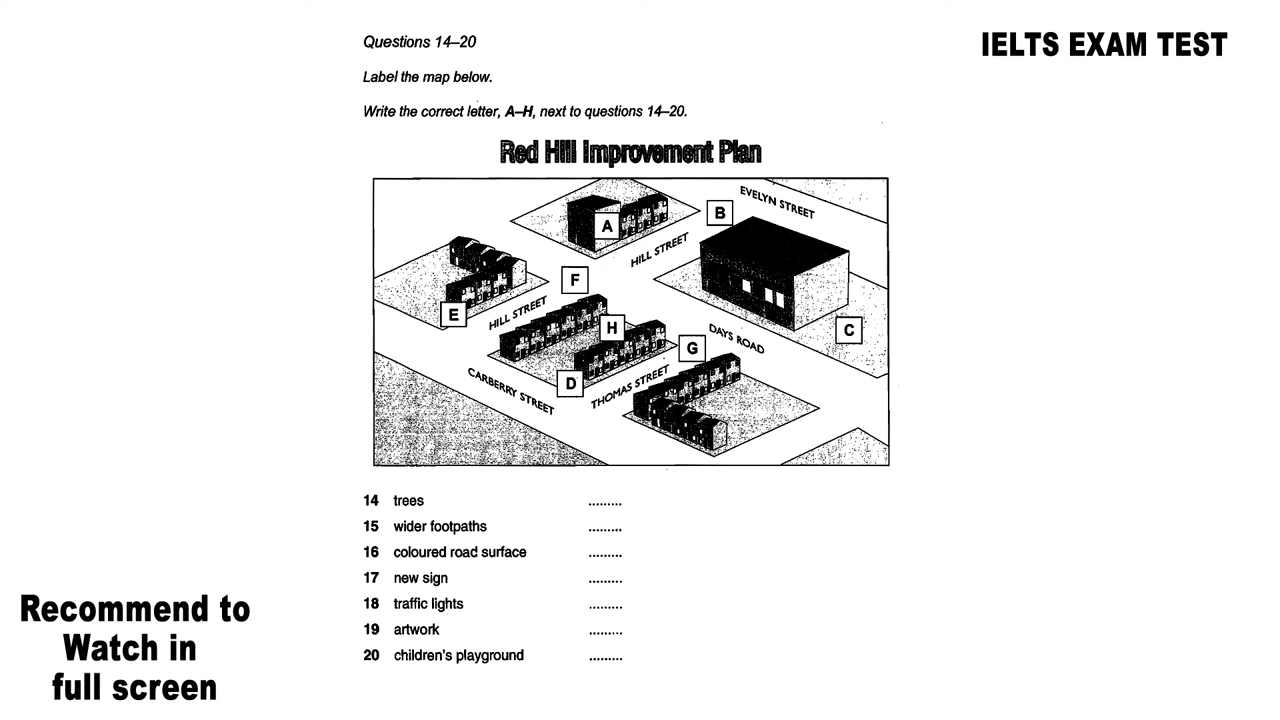 Questions 14–20
IELTS EXAM TEST
Label the map below.
Write the correct letter, A–H, next to questions 14–20.
Red Hill Improvement Plan
EVELYN STREET
B
A
HILL STREET
F
E
HILL STREET
C
H
DAYS ROAD
G
D
CARBERRY STREET
THOMAS STREET
14 trees .........
15 wider footpaths .........
16 coloured road surface .........
17 new sign .........
18 traffic lights .........
19 artwork .........
20 children's playground .........
Recommend to
Watch in
full screen